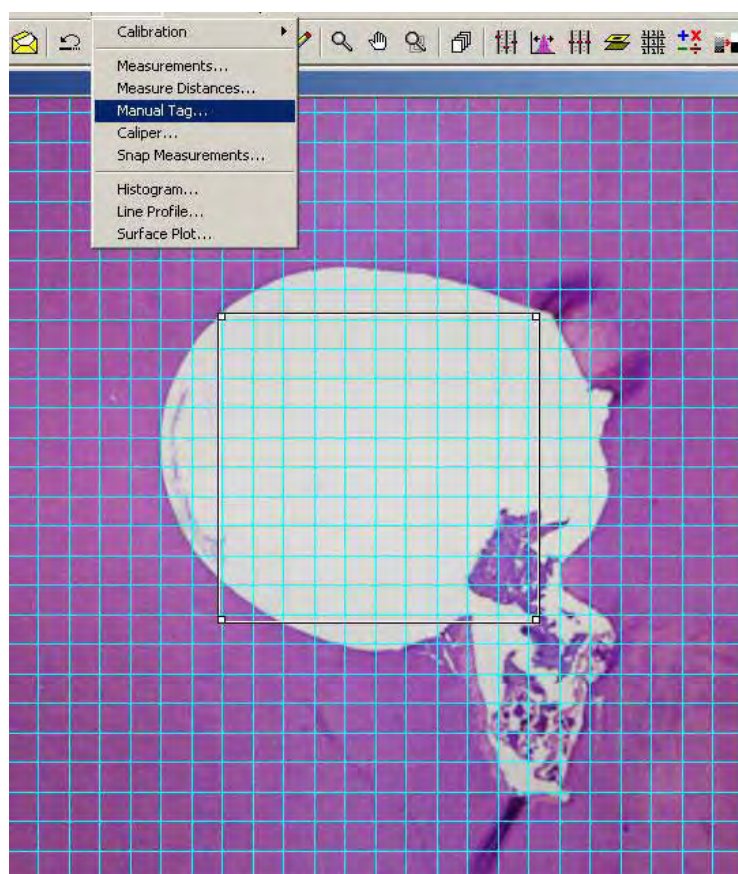 Calibration
Measurements...
Measure Distances...
Manual Tag...
Caliper...
Snap Measurements...
Histogram...
Line Profile...
Surface Plot...